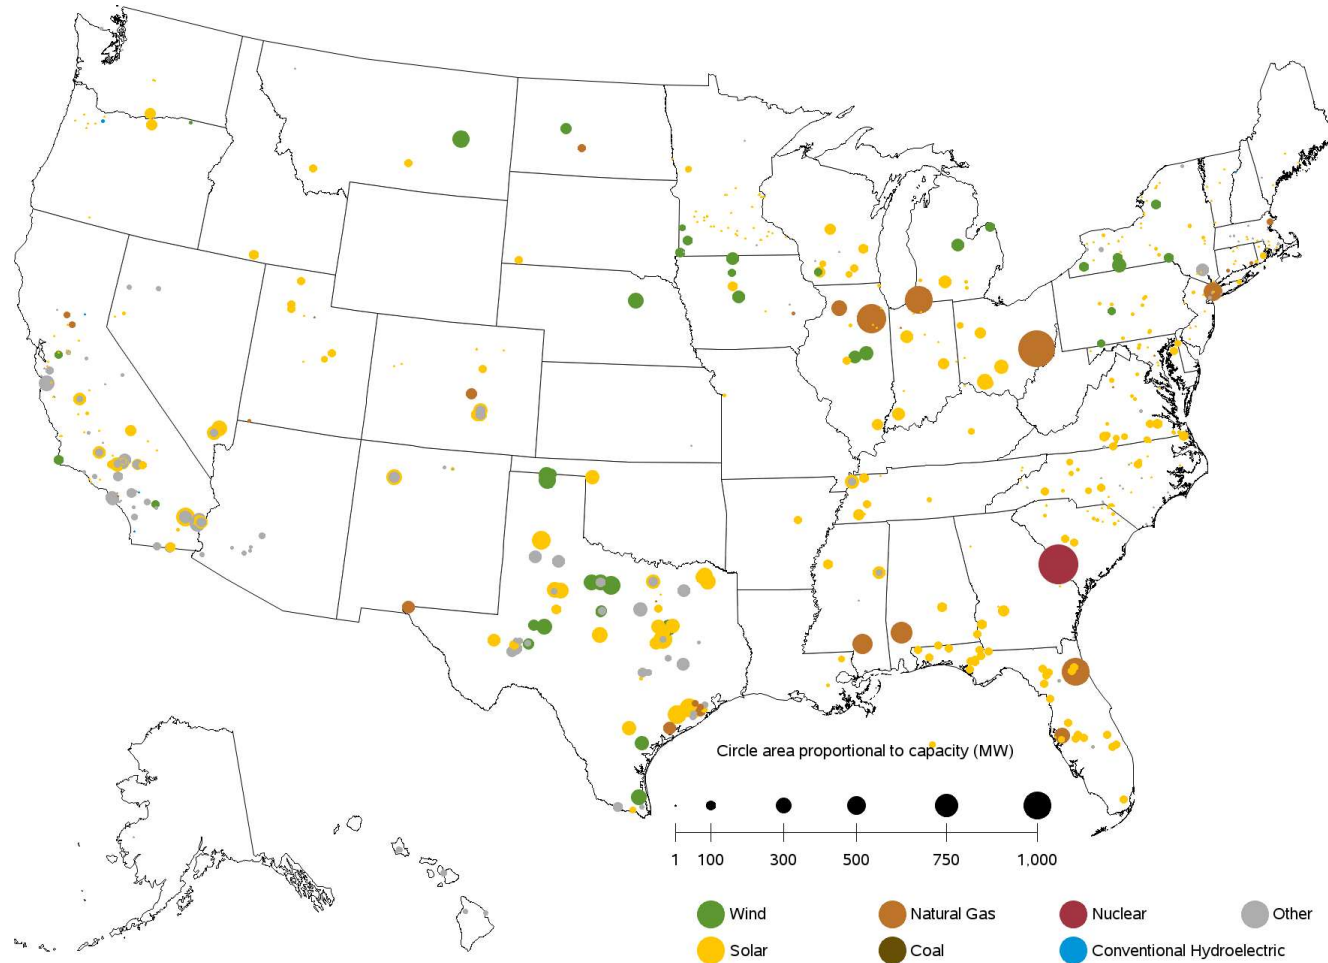 Circle area proportional to capacity (MW)
1 100 300 500 750 1,000
Wind Natural Gas Nuclear Other
Solar Coal Conventional Hydroelectric